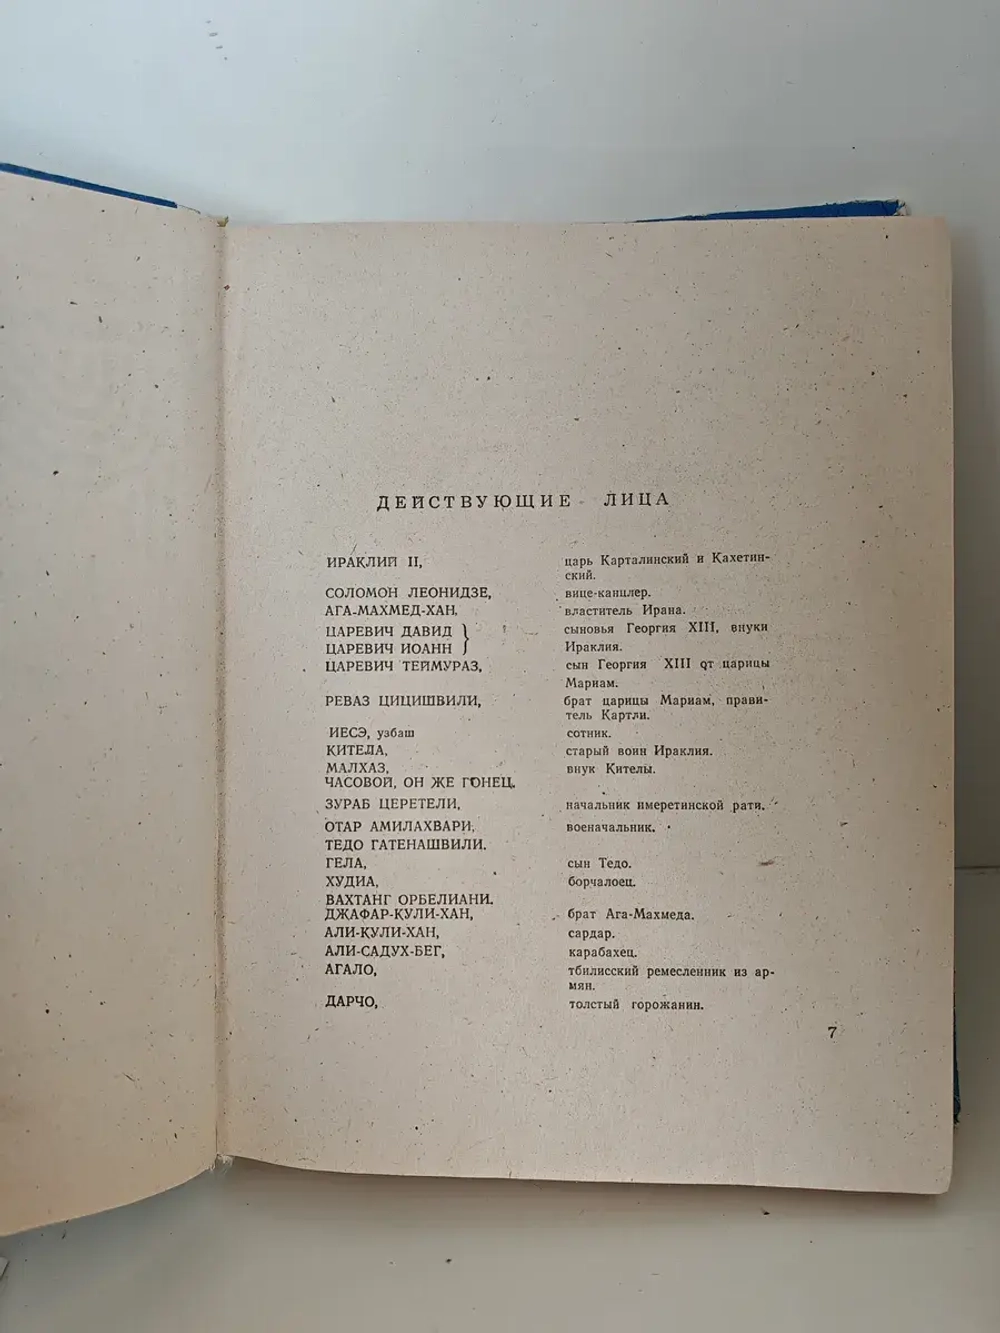 ДЕЙСТВУЮЩИЕ ЛИЦА
ИРАКЛИЙ II, царь Карталинский и Кахетин-
ский.
СОЛОМОН ЛЕОНИДЗЕ, вице-канцлер.
АГА-МАХМЕД-ХАН, властитель Ирана.
ЦАРЕВИЧ ДАВИД } сыновья Георгия XIII, внуки
ЦАРЕВИЧ ИОАНН } Ираклия.
ЦАРЕВИЧ ТЕЙМУРАЗ, сын Георгия XIII от царицы
Мариам.
РЕВАЗ ЦИЦИШВИЛИ, брат царицы Мариам, прави-
тель Картли.
ИЕСЭ, узбаш сотник.
КИТЕЛА, старый воин Ираклия.
МАЛХАЗ, внук Кителы.
ЧАСОВОЙ, ОН ЖЕ ГОНЕЦ.
ЗУРАБ ЦЕРЕТЕЛИ, начальник имеретинской рати.
ОТАР АМИЛАХВАРИ, военачальник.
ТЕДО ГАТЕНАШВИЛИ.
ГЕЛА, сын Тедо.
ХУДИА, борчалоец.
ВАХТАНГ ОРБЕЛИАНИ.
ДЖАФАР-КУЛИ-ХАН, брат Ага-Махмеда.
АЛИ-КУЛИ-ХАН, сардар.
АЛИ-САДУХ-БЕГ, карабахец.
АГАЛО, тбилисский ремесленник из ар-
мян.
ДАРЧО, толстый горожанин.
7